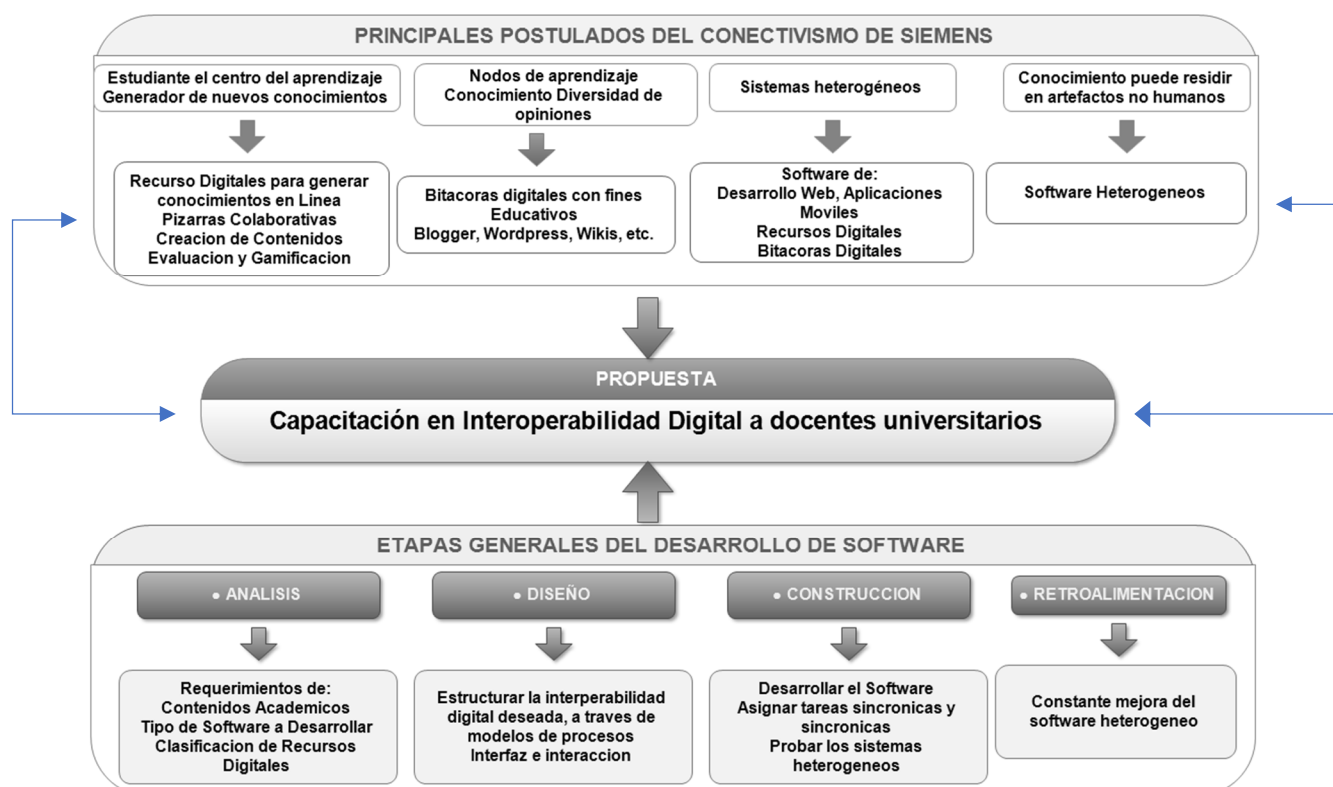 PRINCIPALES POSTULADOS DEL CONECTIVISMO DE SIEMENS
Estudiante el centro del aprendizaje
Generador de nuevos conocimientos
Nodos de aprendizaje
Conocimiento Diversidad de
opiniones
Sistemas heterogéneos
Conocimiento puede residir
en artefactos no humanos
Recurso Digitales para generar
conocimientos en Linea
Pizarras Colaborativas
Creacion de Contenidos
Evaluacion y Gamificacion
Bitacoras digitales con fines
Educativos
Blogger, Wordpress, Wikis, etc.
Software de:
Desarrollo Web, Aplicaciones
Moviles
Recursos Digitales
Bitacoras Digitales
Software Heterogeneos
PROPUESTA
Capacitación en Interoperabilidad Digital a docentes universitarios
ETAPAS GENERALES DEL DESARROLLO DE SOFTWARE
• ANALISIS
• DISEÑO
• CONSTRUCCION
• RETROALIMENTACION
Requerimientos de:
Contenidos Academicos
Tipo de Software a Desarrollar
Clasificacion de Recursos
Digitales
Estructurar la interperabilidad
digital deseada, a traves de
modelos de procesos
Interfaz e interaccion
Desarrollar el Software
Asignar tareas sincronicas y
sincronicas
Probar los sistemas
heterogeneos
Constante mejora del
software heterogeneo